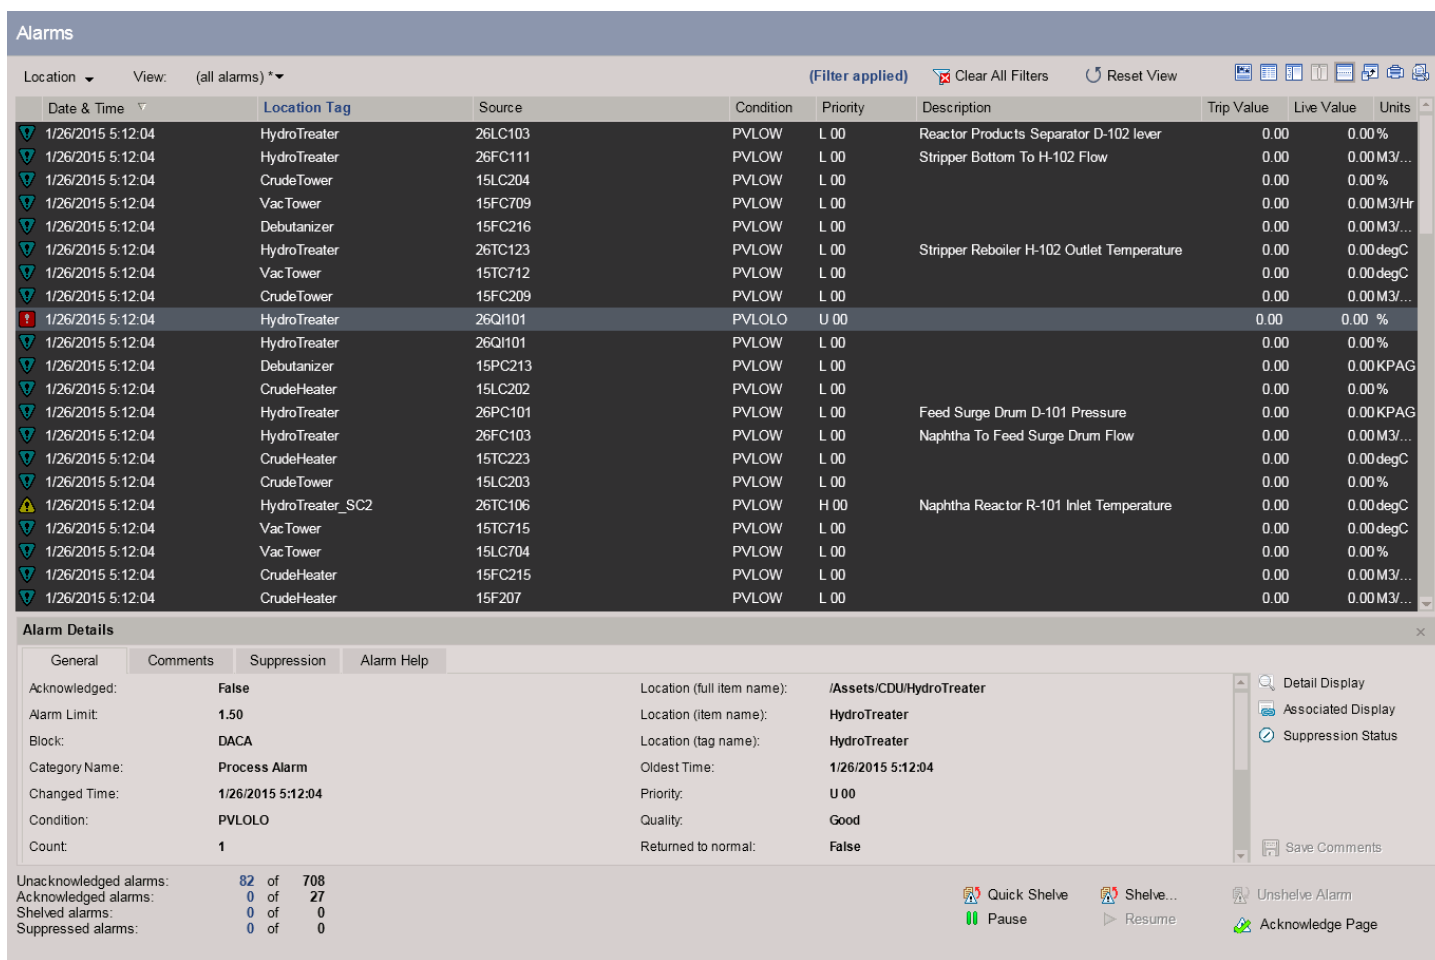 Alarms
Location View: (all alarms) * (Filter applied) Clear All Filters Reset View
Date & Time Location Tag Source Condition Priority Description Trip Value Live Value Units
1/26/2015 5:12:04 HydroTreater 26LC103 PVLOW L 00 Reactor Products Separator D-102 lever 0.00 0.00 %
1/26/2015 5:12:04 HydroTreater 26FC111 PVLOW L 00 Stripper Bottom To H-102 Flow 0.00 0.00 M3/...
1/26/2015 5:12:04 CrudeTower 15LC204 PVLOW L 00 0.00 0.00 %
1/26/2015 5:12:04 VacTower 15FC709 PVLOW L 00 0.00 0.00 M3/Hr
1/26/2015 5:12:04 Debutanizer 15FC216 PVLOW L 00 0.00 0.00 M3/...
1/26/2015 5:12:04 HydroTreater 26TC123 PVLOW L 00 Stripper Reboiler H-102 Outlet Temperature 0.00 0.00 degC
1/26/2015 5:12:04 VacTower 15TC712 PVLOW L 00 0.00 0.00 degC
1/26/2015 5:12:04 CrudeTower 15FC209 PVLOW L 00 0.00 0.00 M3/...
1/26/2015 5:12:04 HydroTreater 26QI101 PVLOLO U 00 0.00 0.00 %
1/26/2015 5:12:04 HydroTreater 26QI101 PVLOW L 00 0.00 0.00 %
1/26/2015 5:12:04 Debutanizer 15PC213 PVLOW L 00 0.00 0.00 KPAG
1/26/2015 5:12:04 CrudeHeater 15LC202 PVLOW L 00 0.00 0.00 %
1/26/2015 5:12:04 HydroTreater 26PC101 PVLOW L 00 Feed Surge Drum D-101 Pressure 0.00 0.00 KPAG
1/26/2015 5:12:04 HydroTreater 26FC103 PVLOW L 00 Naphtha To Feed Surge Drum Flow 0.00 0.00 M3/...
1/26/2015 5:12:04 CrudeHeater 15TC223 PVLOW L 00 0.00 0.00 degC
1/26/2015 5:12:04 CrudeTower 15LC203 PVLOW L 00 0.00 0.00 %
1/26/2015 5:12:04 HydroTreater_SC2 26TC106 PVLOW H 00 Naphtha Reactor R-101 Inlet Temperature 0.00 0.00 degC
1/26/2015 5:12:04 VacTower 15TC715 PVLOW L 00 0.00 0.00 degC
1/26/2015 5:12:04 VacTower 15LC704 PVLOW L 00 0.00 0.00 %
1/26/2015 5:12:04 CrudeHeater 15FC215 PVLOW L 00 0.00 0.00 M3/...
1/26/2015 5:12:04 CrudeHeater 15F207 PVLOW L 00 0.00 0.00 M3/...
Alarm Details
General Comments Suppression Alarm Help
Acknowledged: False Location (full item name): /Assets/CDU/HydroTreater Detail Display
Alarm Limit: 1.50 Location (item name): HydroTreater Associated Display
Block: DACA Location (tag name): HydroTreater Suppression Status
Category Name: Process Alarm Oldest Time: 1/26/2015 5:12:04
Changed Time: 1/26/2015 5:12:04 Priority: U 00
Condition: PVLOLO Quality: Good
Count: 1 Returned to normal: False Save Comments
Unacknowledged alarms: 82 of 708
Acknowledged alarms: 0 of 27 Quick Shelve Shelve... Unshelve Alarm
Shelved alarms: 0 of 0 Pause Resume Acknowledge Page
Suppressed alarms: 0 of 0